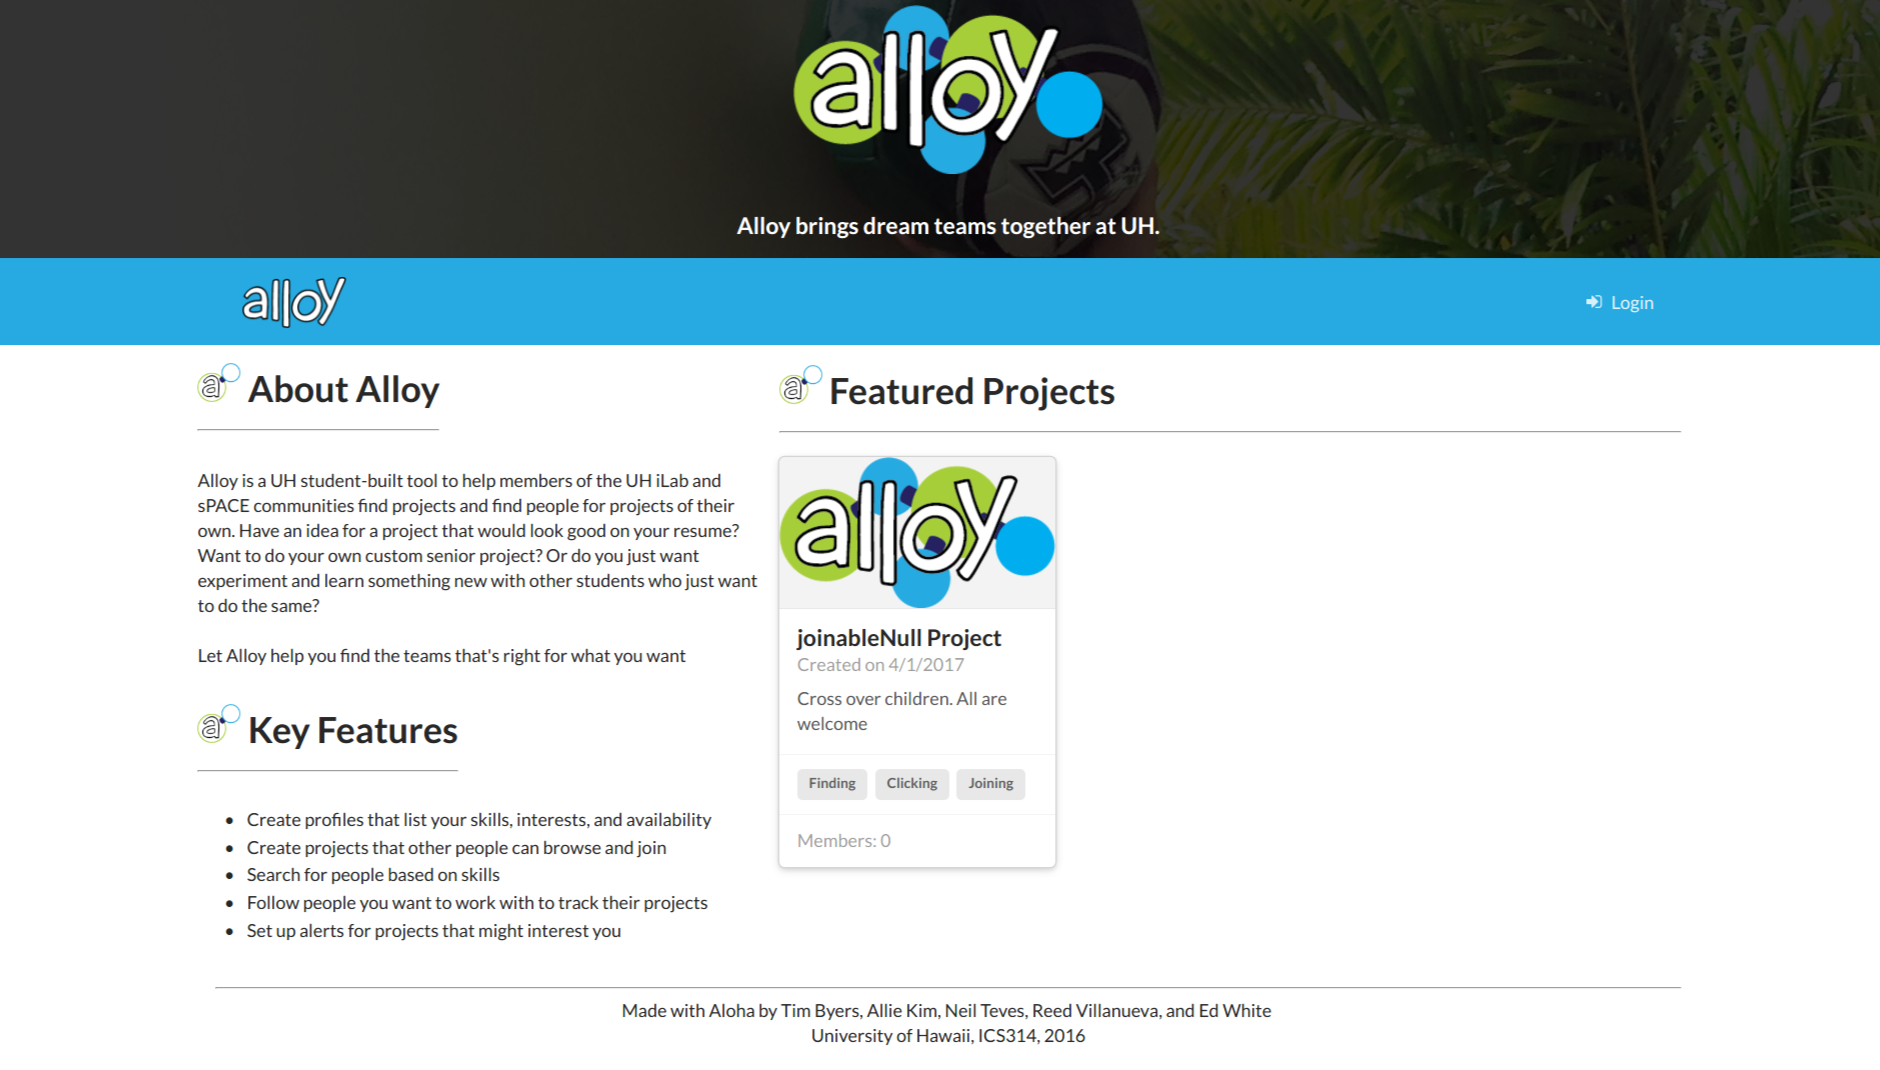 alloy
Alloy brings dream teams together at UH.
alloy
Login
a About Alloy
Alloy is a UH student-built tool to help members of the UH iLab and
sPACE communities find projects and find people for projects of their
own. Have an idea for a project that would look good on your resume?
Want to do your own custom senior project? Or do you just want
experiment and learn something new with other students who just want
to do the same?
Let Alloy help you find the teams that's right for what you want
a Key Features
Create profiles that list your skills, interests, and availability
Create projects that other people can browse and join
Search for people based on skills
Follow people you want to work with to track their projects
Set up alerts for projects that might interest you
a Featured Projects
alloy
joinableNull Project
Created on 4/1/2017
Cross over children. All are
welcome
Finding Clicking Joining
Members: 0
Made with Aloha by Tim Byers, Allie Kim, Neil Teves, Reed Villanueva, and Ed White
University of Hawaii, ICS314, 2016